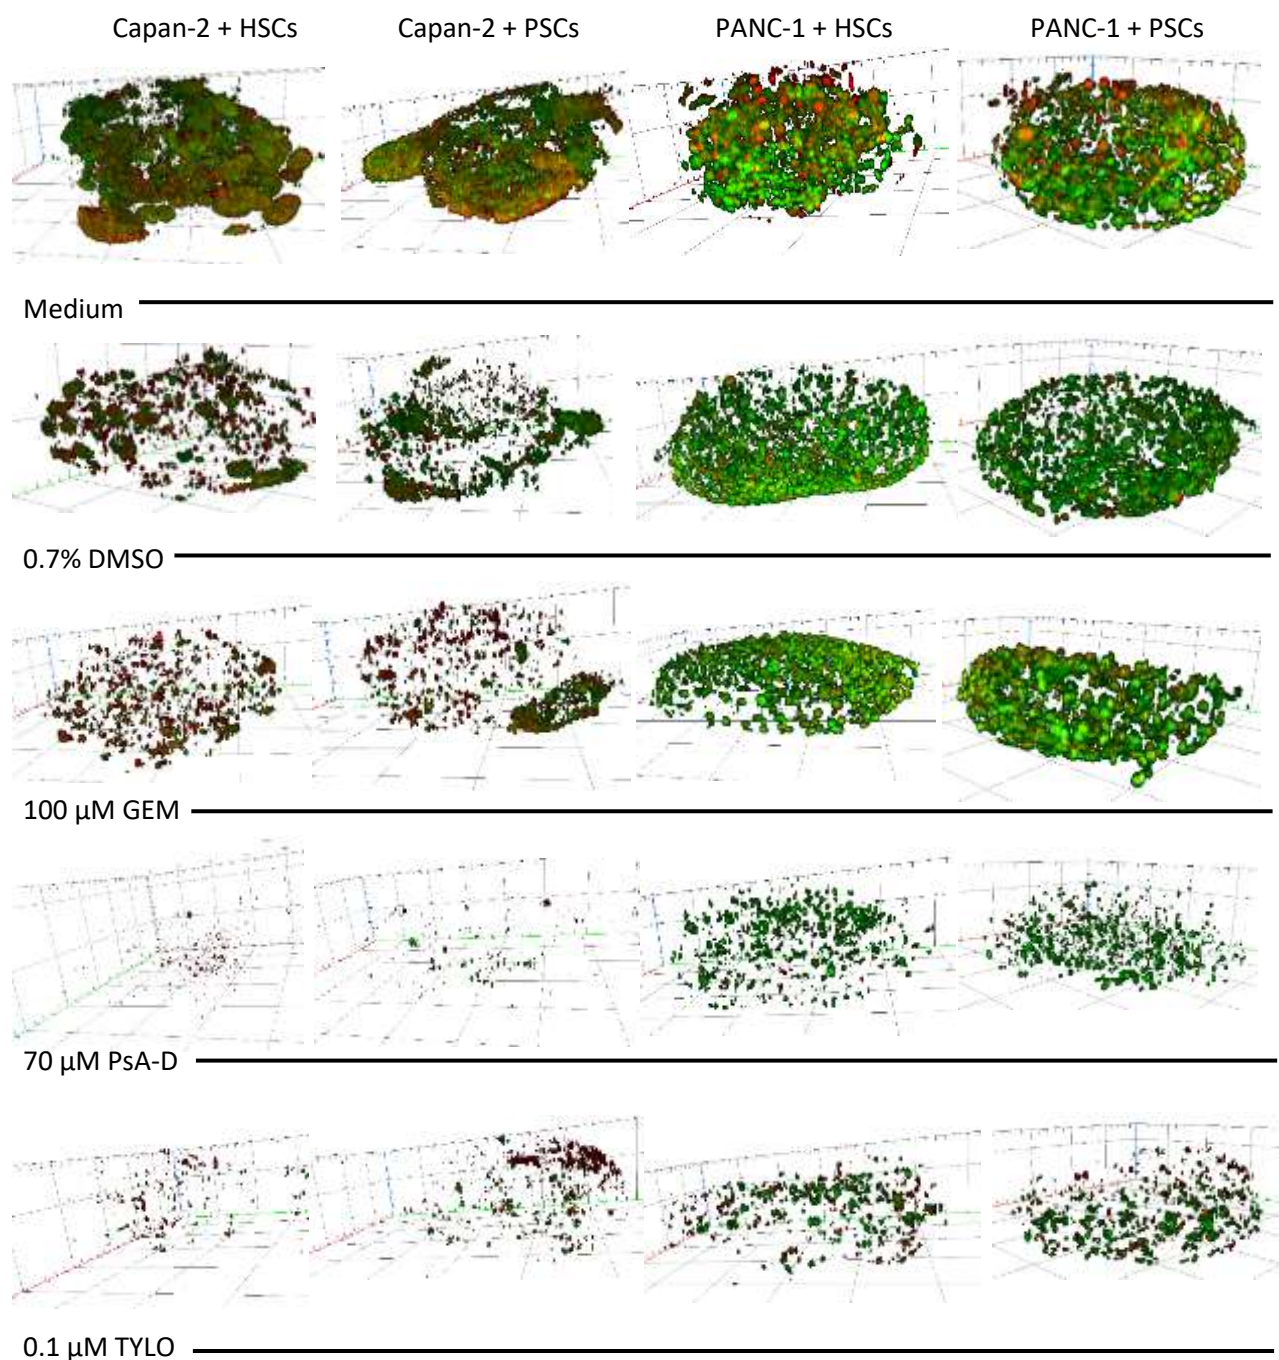 Capan-2 + HSCs Capan-2 + PSCs PANC-1 + HSCs PANC-1 + PSCs
Medium
0.7% DMSO
100 µM GEM
70 µM PsA-D
0.1 µM TYLO